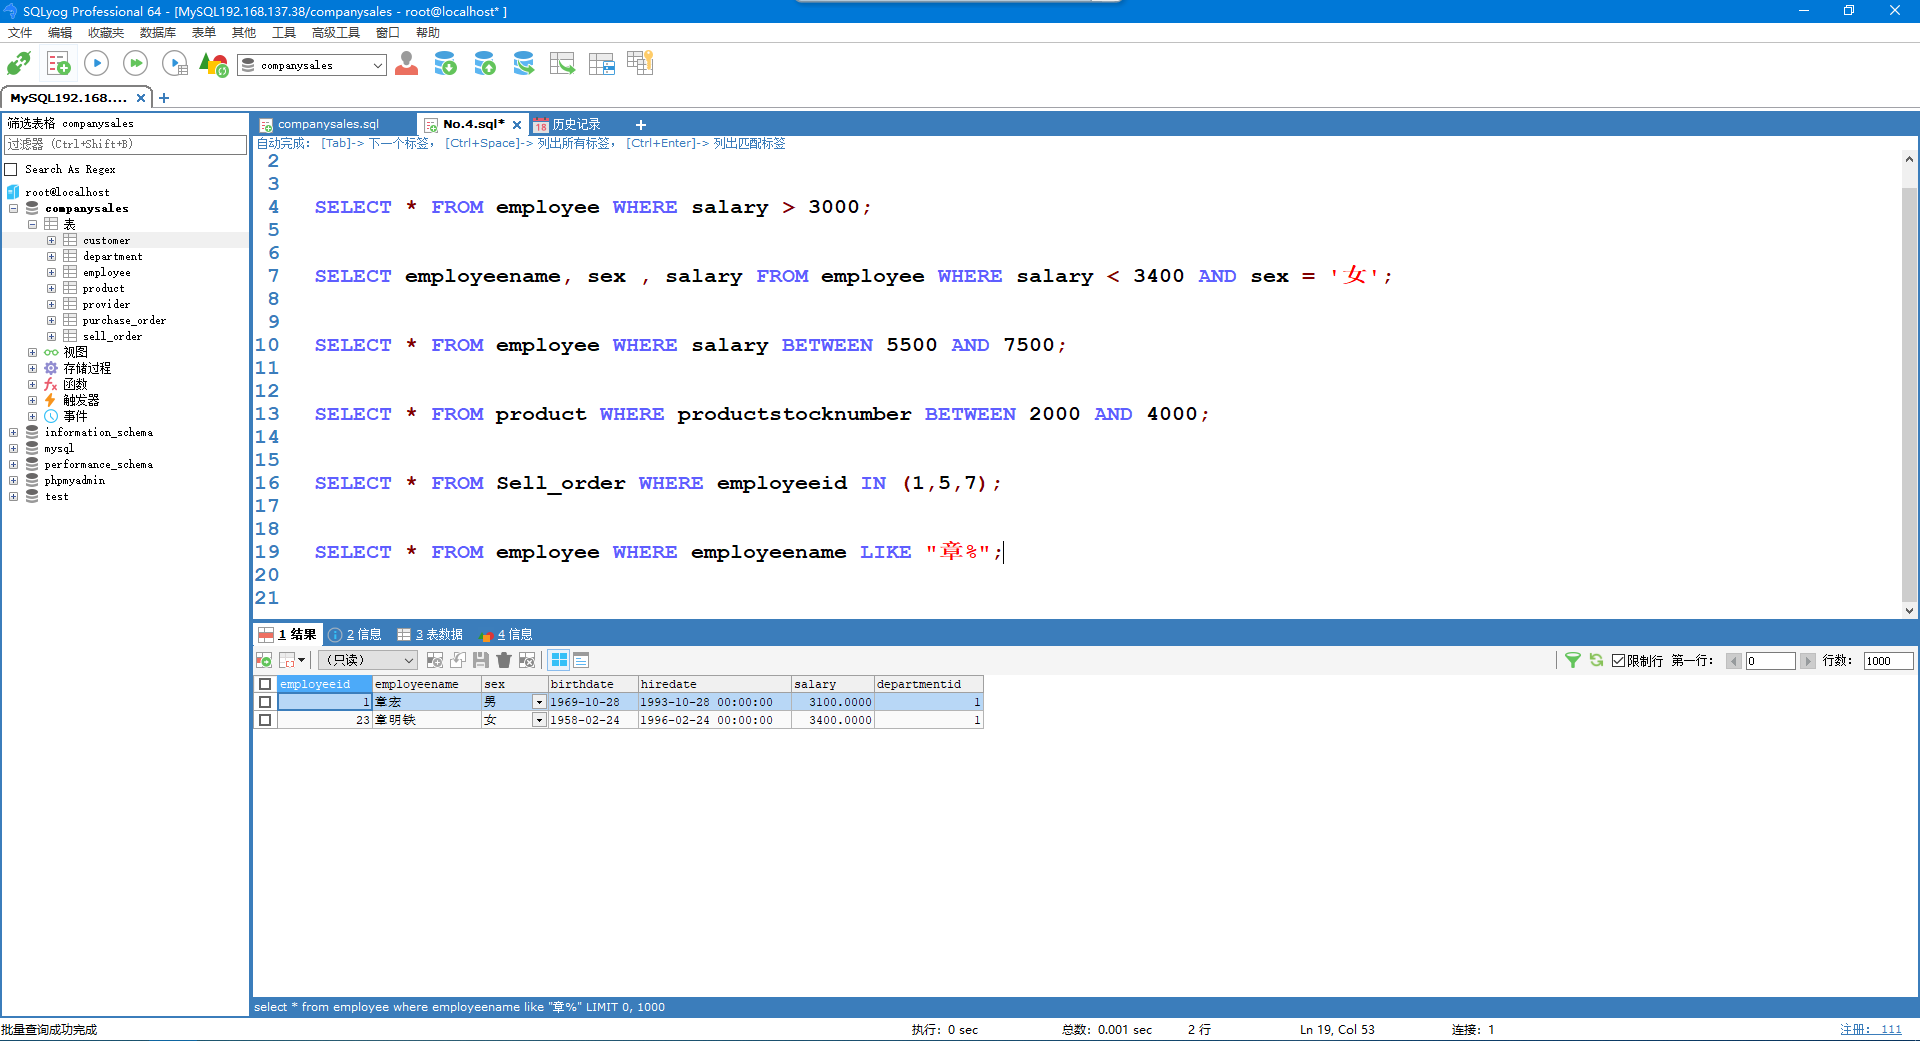 SQLyog Professional 64 - [MySQL192.168.137.38/companysales - root@localhost* ]
文件 编辑 收藏夹 数据库 表单 其他 工具 高级工具 窗口 帮助
companysales
MySQL192.168....
筛选表格 companysales
过滤器 (Ctrl+Shift+B)
Search As Regex
root@localhost
companysales
表
customer
department
employee
product
provider
purchase_order
sell_order
视图
存储过程
函数
触发器
事件
information_schema
mysql
performance_schema
phpmyadmin
test
companysales.sql No.4.sql* 18 历史记录
自动完成: [Tab]-> 下一个标签, [Ctrl+Space]-> 列出所有标签, [Ctrl+Enter]-> 列出匹配标签
2
3
4 SELECT * FROM employee WHERE salary > 3000;
5
6
7 SELECT employeename, sex , salary FROM employee WHERE salary < 3400 AND sex = '女';
8
9
10 SELECT * FROM employee WHERE salary BETWEEN 5500 AND 7500;
11
12
13 SELECT * FROM product WHERE productstocknumber BETWEEN 2000 AND 4000;
14
15
16 SELECT * FROM Sell_order WHERE employeeid IN (1,5,7);
17
18
19 SELECT * FROM employee WHERE employeename LIKE "章%";
20
21
1 结果 2 信息 3 表数据 4 信息
(只读) 限制行 第一行: 0 行数: 1000
employeeid employeename sex birthdate hiredate salary departmentid
1 章宏 男 1969-10-28 1993-10-28 00:00:00 3100.0000 1
23 章明铁 女 1958-02-24 1996-02-24 00:00:00 3400.0000 1
select * from employee where employeename like "章%" LIMIT 0, 1000
批量查询成功完成 执行: 0 sec 总数: 0.001 sec 2 行 Ln 19, Col 53 连接: 1 注册: 111